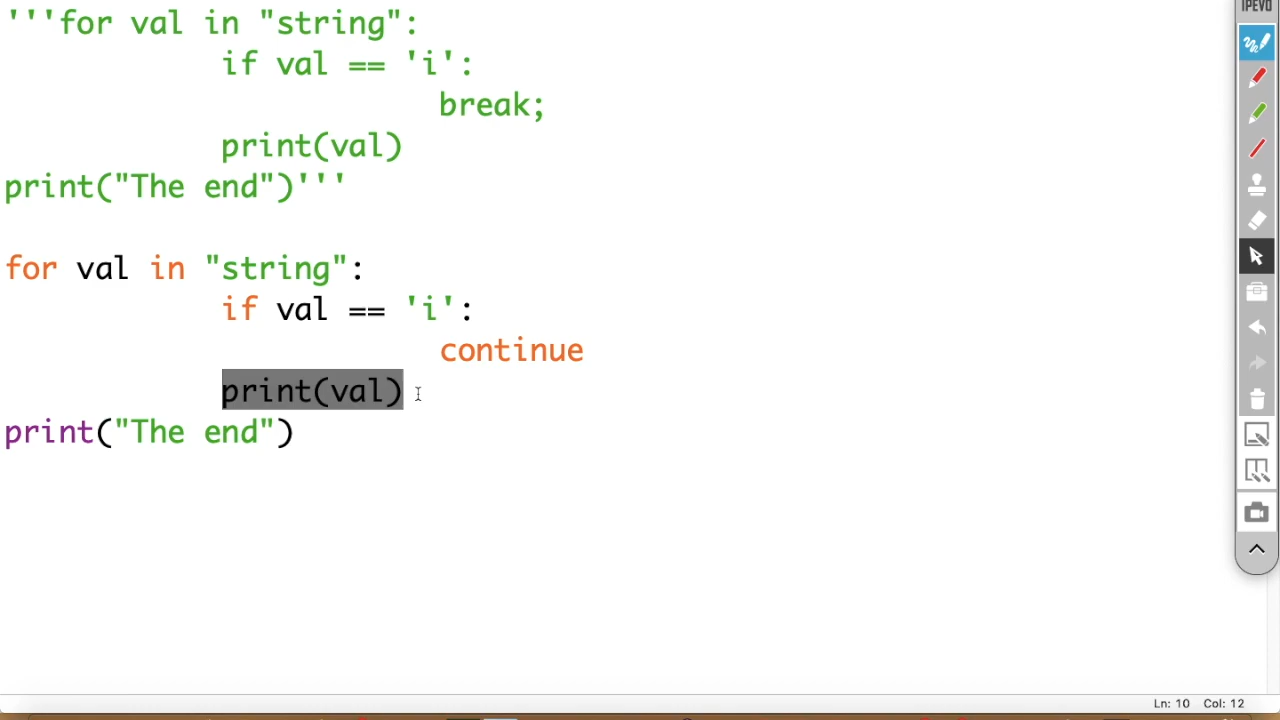 '''for val in "string":
if val == 'i':
break;
print(val)
print("The end")'''
for val in "string":
if val == 'i':
continue
print(val)
print("The end")
IPEVO
Ln: 10 Col: 12